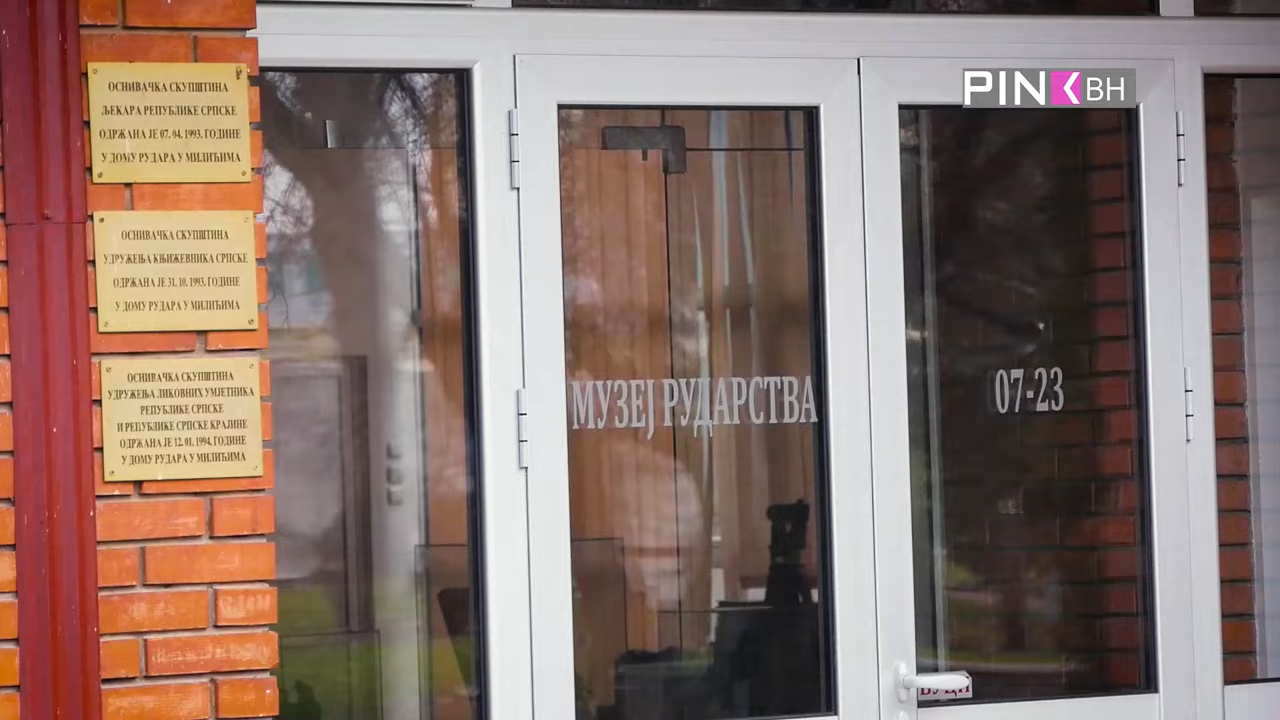 ОСНИВАЧКА СКУПШТИНА
ЉЕКАРА РЕПУБЛИКЕ СРПСКЕ
ОДРЖАНА ЈЕ 07. 04. 1993. ГОДИНЕ
У ДОМУ РУДАРА У МИЛИЋИМА
ОСНИВАЧКА СКУПШТИНА
УДРУЖЕЊА КЊИЖЕВНИКА СРПСКЕ
ОДРЖАНА ЈЕ 31. 10. 1993. ГОДИНЕ
У ДОМУ РУДАРА У МИЛИЋИМА
ОСНИВАЧКА СКУПШТИНА
УДРУЖЕЊА ЛИКОВНИХ УМЈЕТНИКА
РЕПУБЛИКЕ СРПСКЕ
И РЕПУБЛИКЕ СРПСКЕ КРАЈИНЕ
ОДРЖАНА ЈЕ 12. 01. 1994. ГОДИНЕ
У ДОМУ РУДАРА У МИЛИЋИМА
МУЗЕЈ РУДАРСТВА
07-23
PINK BH